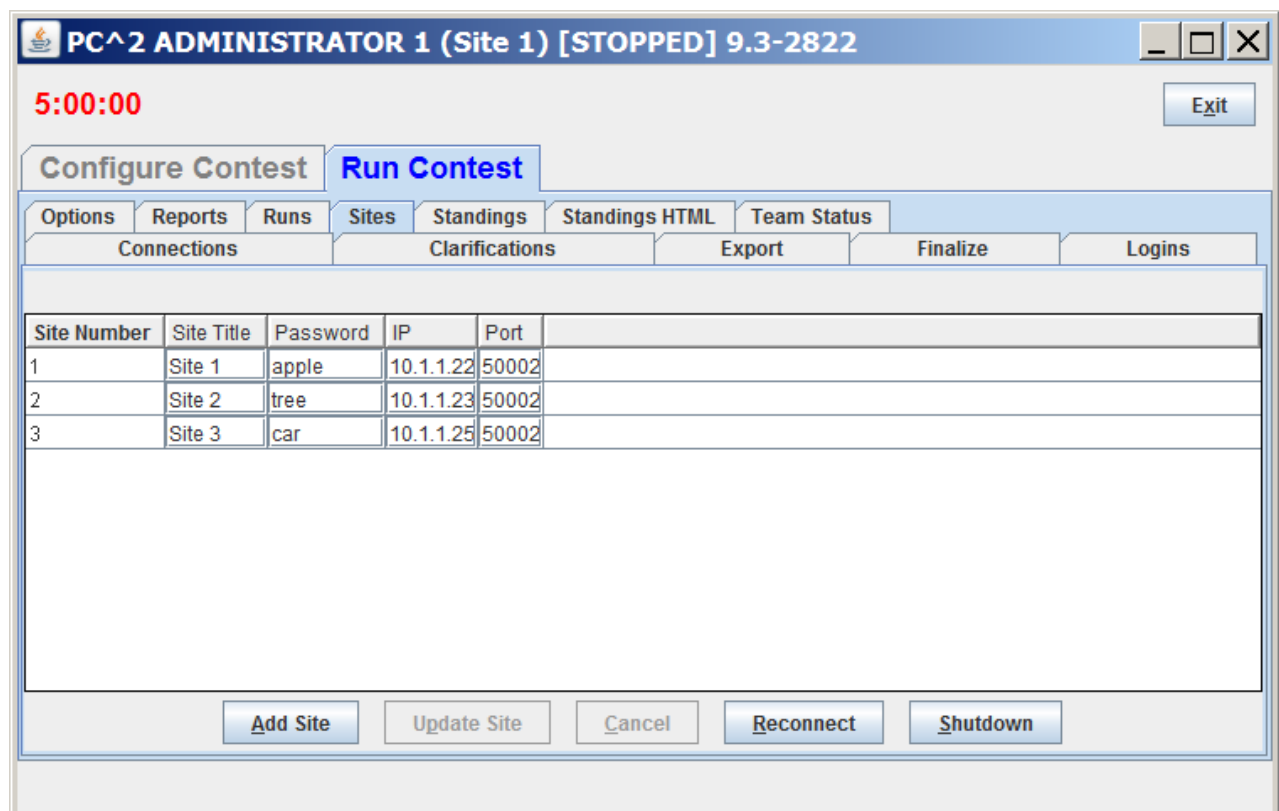 PC^2 ADMINISTRATOR 1 (Site 1) [STOPPED] 9.3-2822
5:00:00 Exit
Configure Contest Run Contest
Options Reports Runs Sites Standings Standings HTML Team Status
Connections Clarifications Export Finalize Logins
Site Number Site Title Password IP Port
1 Site 1 apple 10.1.1.22 50002
2 Site 2 tree 10.1.1.23 50002
3 Site 3 car 10.1.1.25 50002
Add Site Update Site Cancel Reconnect Shutdown